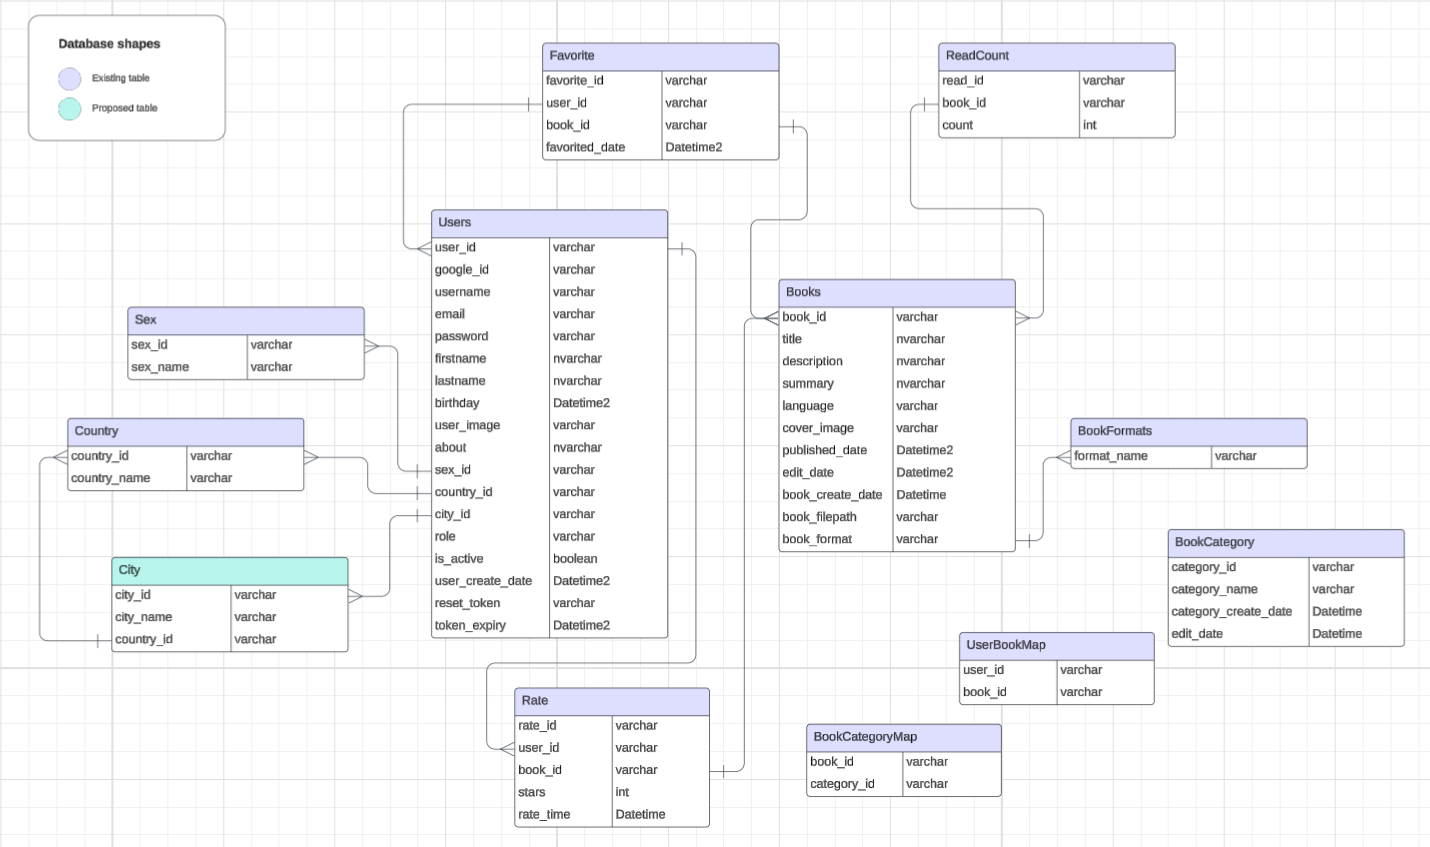 Database shapes
Existing table
Proposed table
Favorite
favorite_id varchar
user_id varchar
book_id varchar
favorited_date Datetime2
ReadCount
read_id varchar
book_id varchar
count int
Users
user_id varchar
google_id varchar
username varchar
email varchar
password varchar
firstname nvarchar
lastname nvarchar
birthday Datetime2
user_image varchar
about nvarchar
sex_id varchar
country_id varchar
city_id varchar
role varchar
is_active boolean
user_create_date Datetime2
reset_token varchar
token_expiry Datetime2
Books
book_id varchar
title nvarchar
description nvarchar
summary nvarchar
language varchar
cover_image varchar
published_date Datetime2
edit_date Datetime2
book_create_date Datetime
book_filepath varchar
book_format varchar
Sex
sex_id varchar
sex_name varchar
Country
country_id varchar
country_name varchar
BookFormats
format_name varchar
City
city_id varchar
city_name varchar
country_id varchar
BookCategory
category_id varchar
category_name varchar
category_create_date Datetime
edit_date Datetime
UserBookMap
user_id varchar
book_id varchar
Rate
rate_id varchar
user_id varchar
book_id varchar
stars int
rate_time Datetime
BookCategoryMap
book_id varchar
category_id varchar